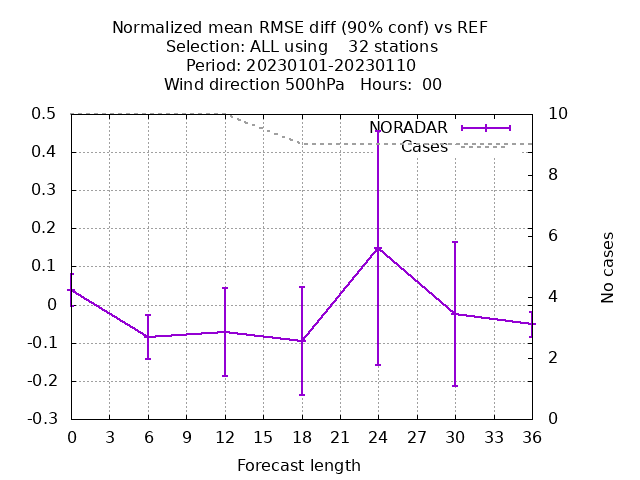 Normalized mean RMSE diff (90% conf) vs REF
Selection: ALL using    32 stations
Period: 20230101-20230110
Wind direction 500hPa   Hours:  00
NORADAR
Cases
0.5
0.4
0.3
0.2
0.1
0
-0.1
-0.2
-0.3
10
8
6
4
2
0
No cases
0 3 6 9 12 15 18 21 24 27 30 33 36
Forecast length